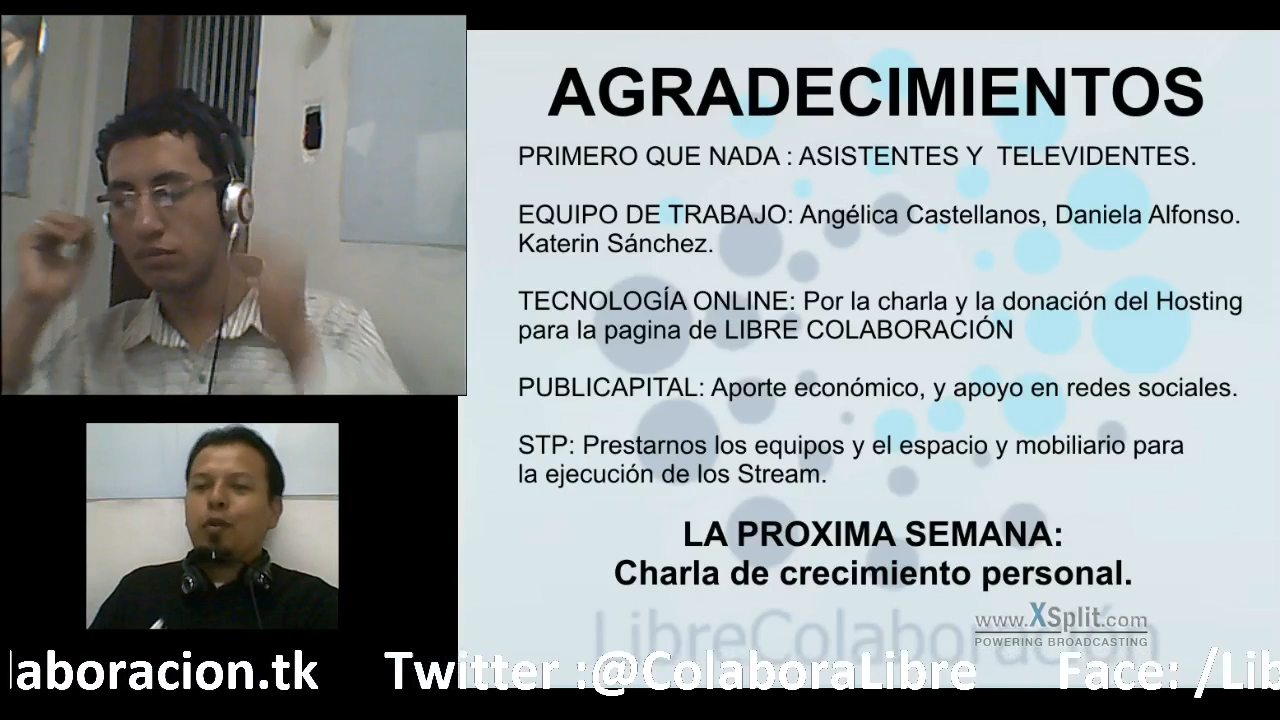 AGRADECIMIENTOS
PRIMERO QUE NADA : ASISTENTES Y TELEVIDENTES.
EQUIPO DE TRABAJO: Angélica Castellanos, Daniela Alfonso.
Katerin Sánchez.
TECNOLOGÍA ONLINE: Por la charla y la donación del Hosting
para la pagina de LIBRE COLABORACIÓN
PUBLICAPITAL: Aporte económico, y apoyo en redes sociales.
STP: Prestarnos los equipos y el espacio y mobiliario para
la ejecución de los Stream.
LA PROXIMA SEMANA:
Charla de crecimiento personal.
www.XSplit.com
POWERING BROADCASTING
LibreColaboración
laboracion.tk Twitter :@ColaboraLibre Face: /Lib